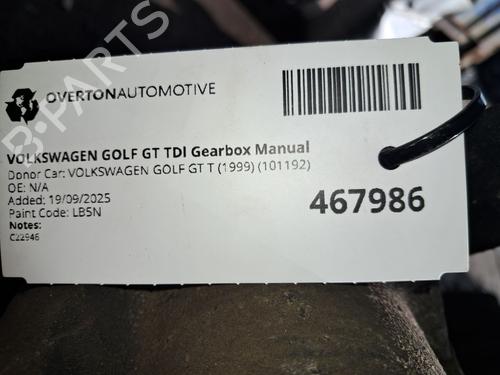 OVERTONAUTOMOTIVE
B-PARTS
VOLKSWAGEN GOLF GT TDI Gearbox Manual
Donor Car: VOLKSWAGEN GOLF GT T (1999) (101192)
OE: N/A
Added: 19/09/2025
Paint Code: LB5N
Notes:
C22946
467986